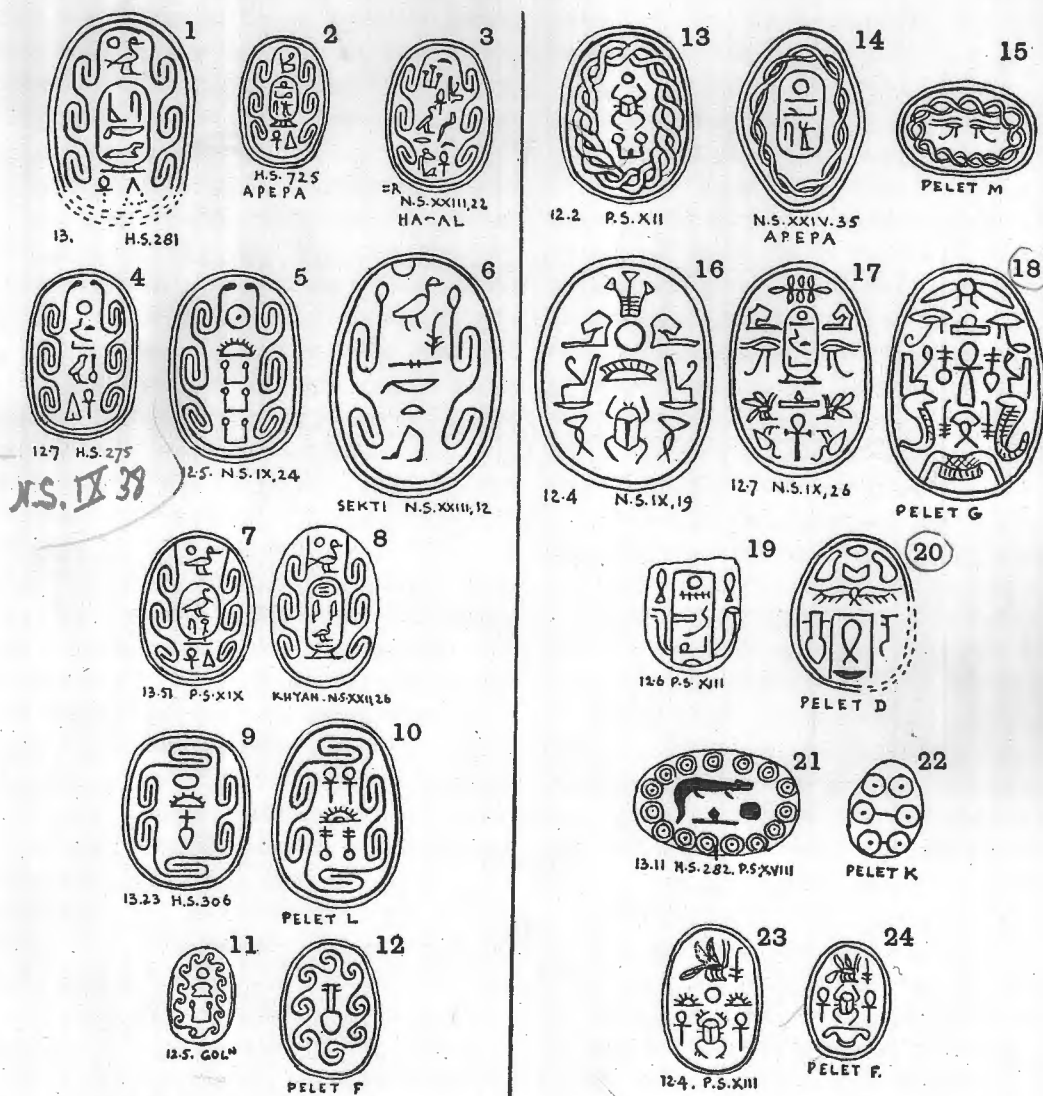 1
13. H.S.281
2
H.S. 725
APEPA
3
=R N.S.XXIII,22
HA-AL
4
12.7 H.S.275
N.S. IX 38
5
12.5. N.S.IX,24
6
SEKTI N.S.XXIII,12
7
13.51 P.S.XIX
8
KHYAN. N.S.XXII,26
9
13.23 H.S.306
10
PELET L
11
12.5. GOLN
12
PELET F
13
12.2 P.S.XII
14
N.S.XXIV.35
APEPA
15
PELET M
16
12.4 N.S.IX,19
17
12.7 N.S.IX,26
18
PELET G
19
12.6 P.S.XIII
20
PELET D
21
13.11 H.S.282. P.S.XVIII
22
PELET K
23
12.4. P.S.XIII
24
PELET F.